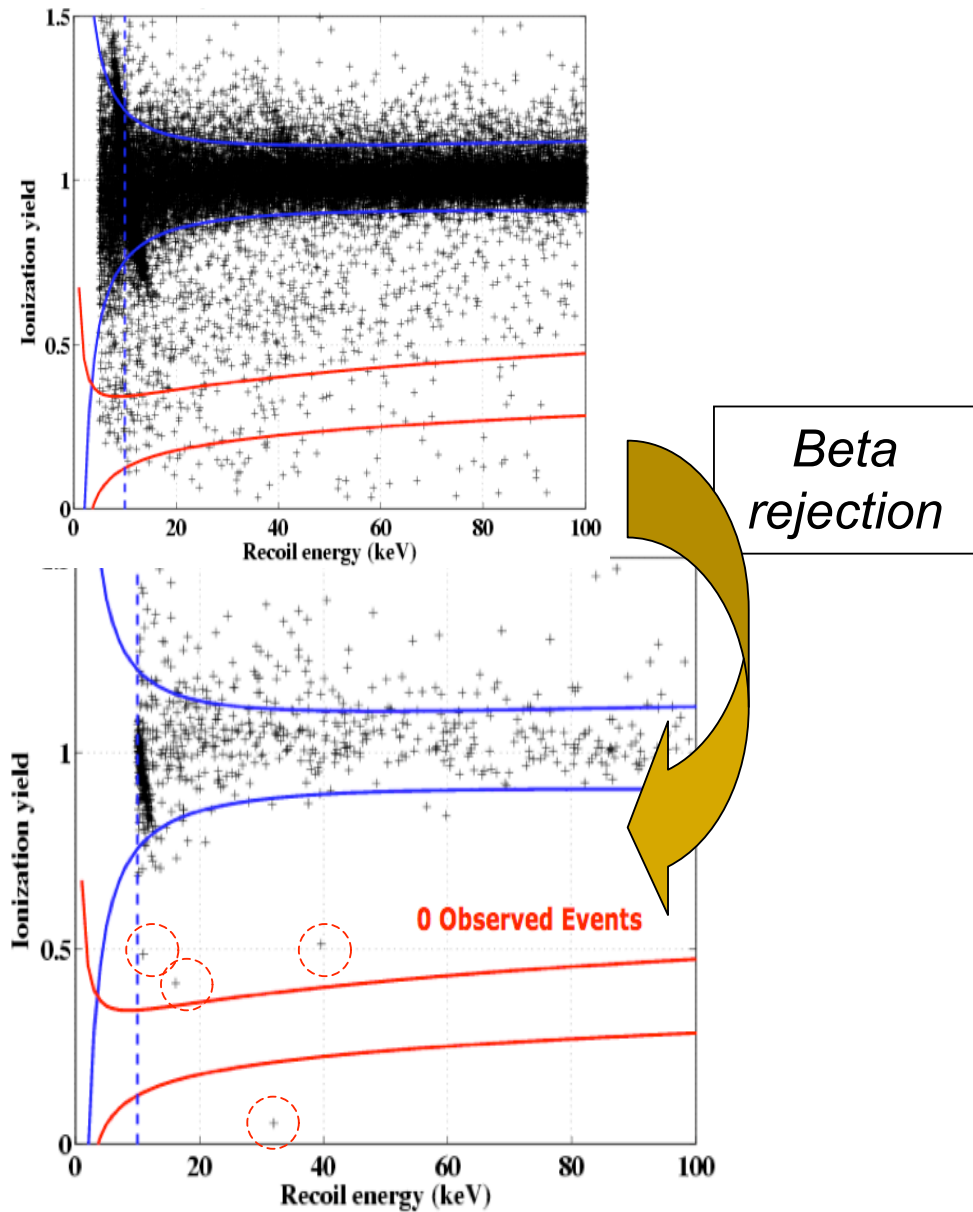 1.5
1
0.5
0
Ionization yield
0
20
40
60
80
100
Recoil energy (keV)
Beta
rejection
1
0.5
0
Ionization yield
0 Observed Events
0
20
40
60
80
100
Recoil energy (keV)